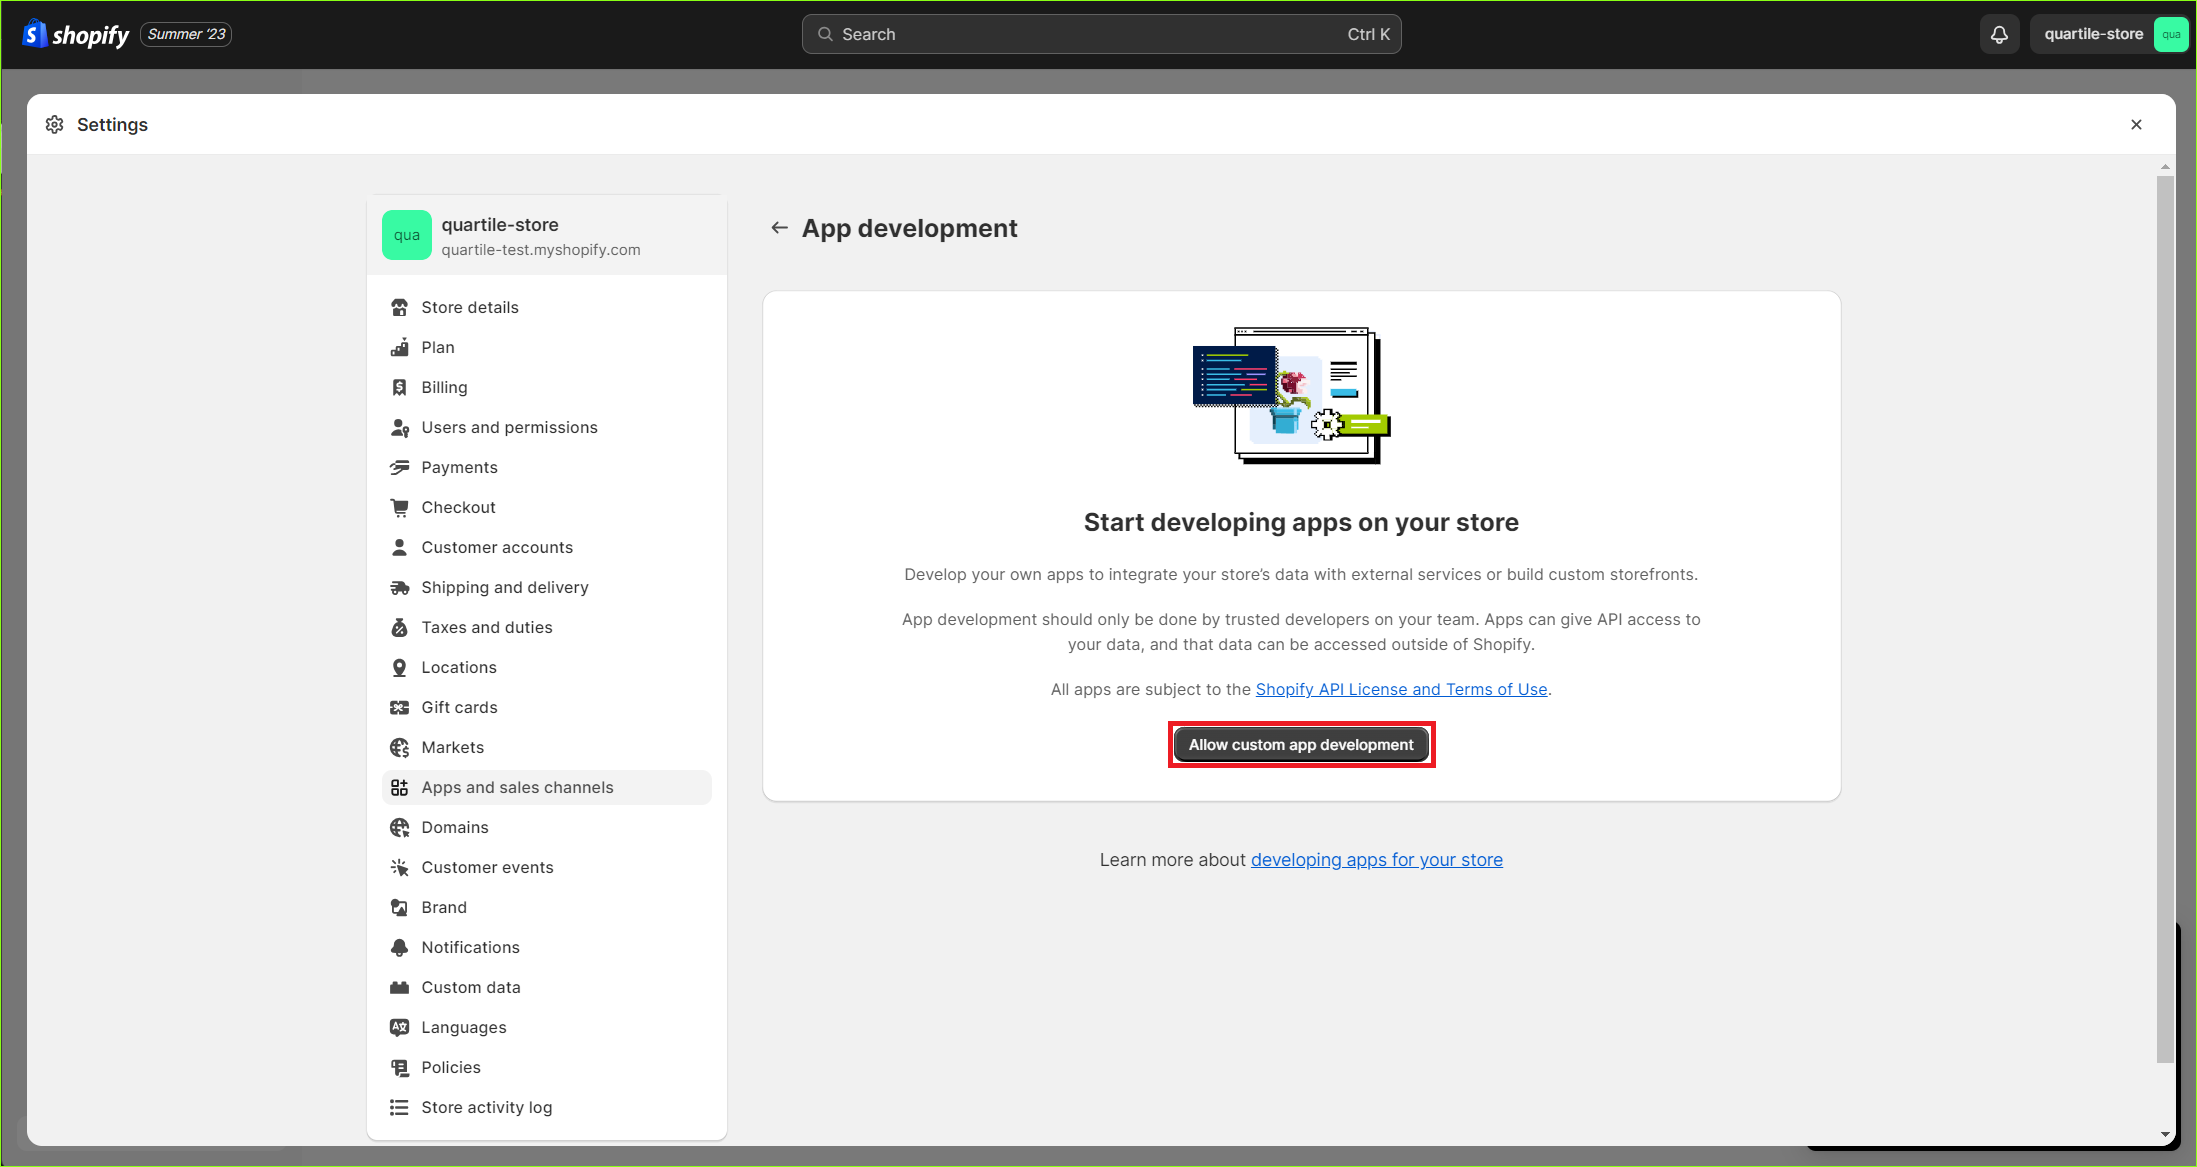 shopify
Summer '23
Search
Ctrl K
quartile-store
qua
Settings
qua
quartile-store
quartile-test.myshopify.com
Store details
Plan
Billing
Users and permissions
Payments
Checkout
Customer accounts
Shipping and delivery
Taxes and duties
Locations
Gift cards
Markets
Apps and sales channels
Domains
Customer events
Brand
Notifications
Custom data
Languages
Policies
Store activity log
App development
Start developing apps on your store
Develop your own apps to integrate your store’s data with external services or build custom storefronts.
App development should only be done by trusted developers on your team. Apps can give API access to
your data, and that data can be accessed outside of Shopify.
All apps are subject to the Shopify API License and Terms of Use.
Allow custom app development
Learn more about developing apps for your store